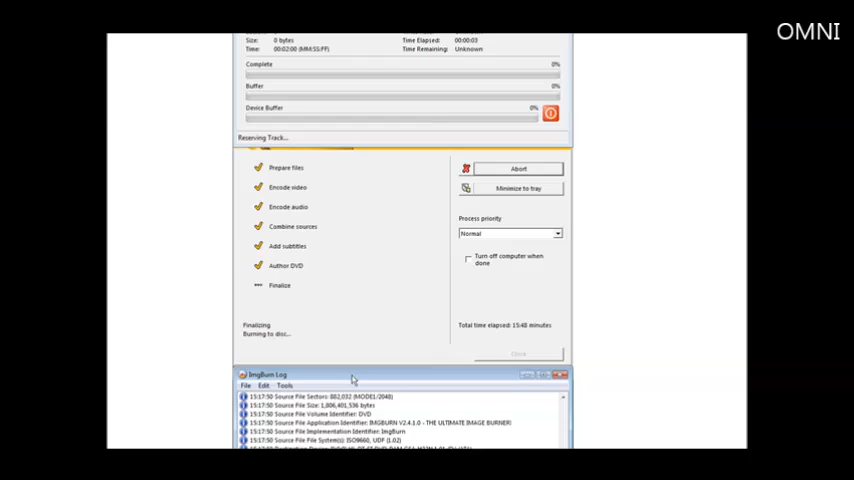 OMNI
Size: 0 bytes Time Elapsed: 00:00:03
Time: 00:02:00 (MM:SS/FF) Time Remaining: Unknown
Complete 0%
Buffer 0%
Device Buffer 0%
Reserving Track...
Prepare files Abort
Encode video Minimize to tray
Encode audio
Process priority
Combine sources
Normal
Add subtitles
Turn off computer when
done
Author DVD
Finalize
Finalizing Total time elapsed: 15:48 minutes
Burning to disc...
Close
ImgBurn Log
File Edit Tools
15:17:50 Source File Sectors: 882,032 (MODE1/2048)
15:17:50 Source File Size: 1,806,401,536 bytes
15:17:50 Source File Volume Identifier: DVD
15:17:50 Source File Application Identifier: IMGBURN V2.4.1.0 - THE ULTIMATE IMAGE BURNER!
15:17:50 Source File Implementation Identifier: ImgBurn
15:17:50 Source File File System(s): ISO9660, UDF (1.02)